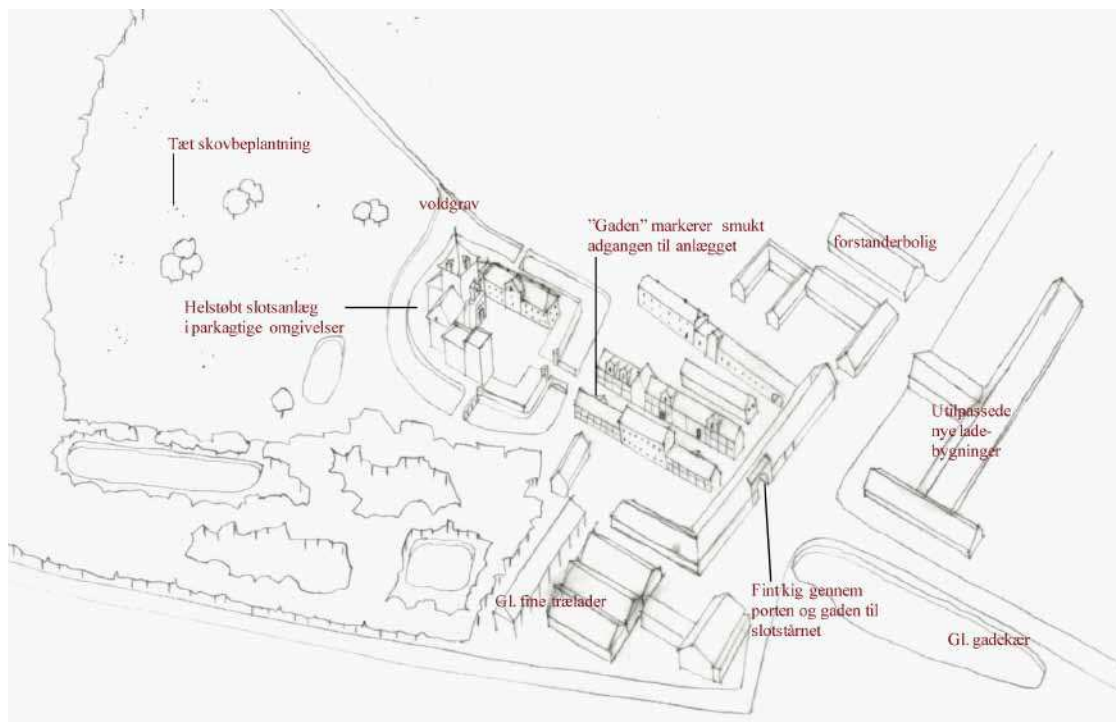 Tæt skovbeplantning
voldgrav
"Gaden" markerer smukt
adgangen til anlægget
forstanderbolig
Helstøbt slotsanlæg
i parkagtige omgivelser
Utilpassede
nye lade-
bygninger
Gl. fine trælader
Fint kig gennem
porten og gaden til
slotstårnet
Gl. gadekær